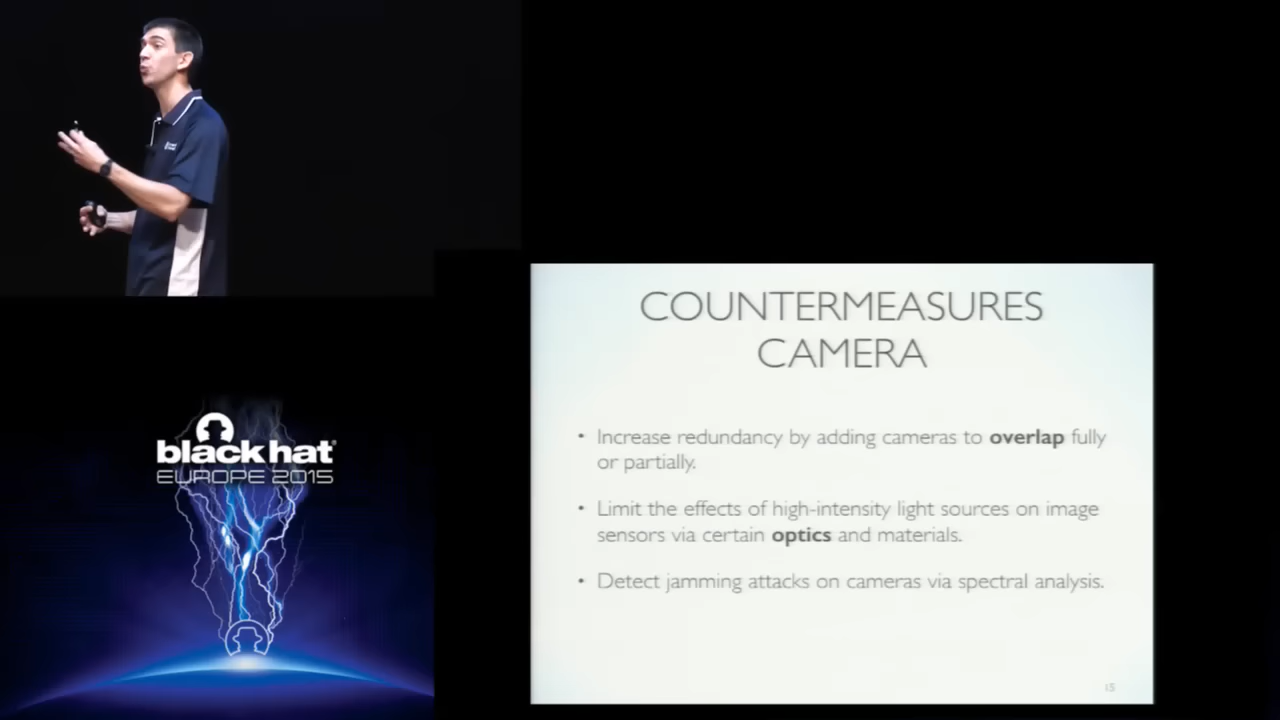 black hat
EUROPE 2015
COUNTERMEASURES
CAMERA
• Increase redundancy by adding cameras to overlap fully
or partially.
• Limit the effects of high-intensity light sources on image
sensors via certain optics and materials.
• Detect jamming attacks on cameras via spectral analysis.
15